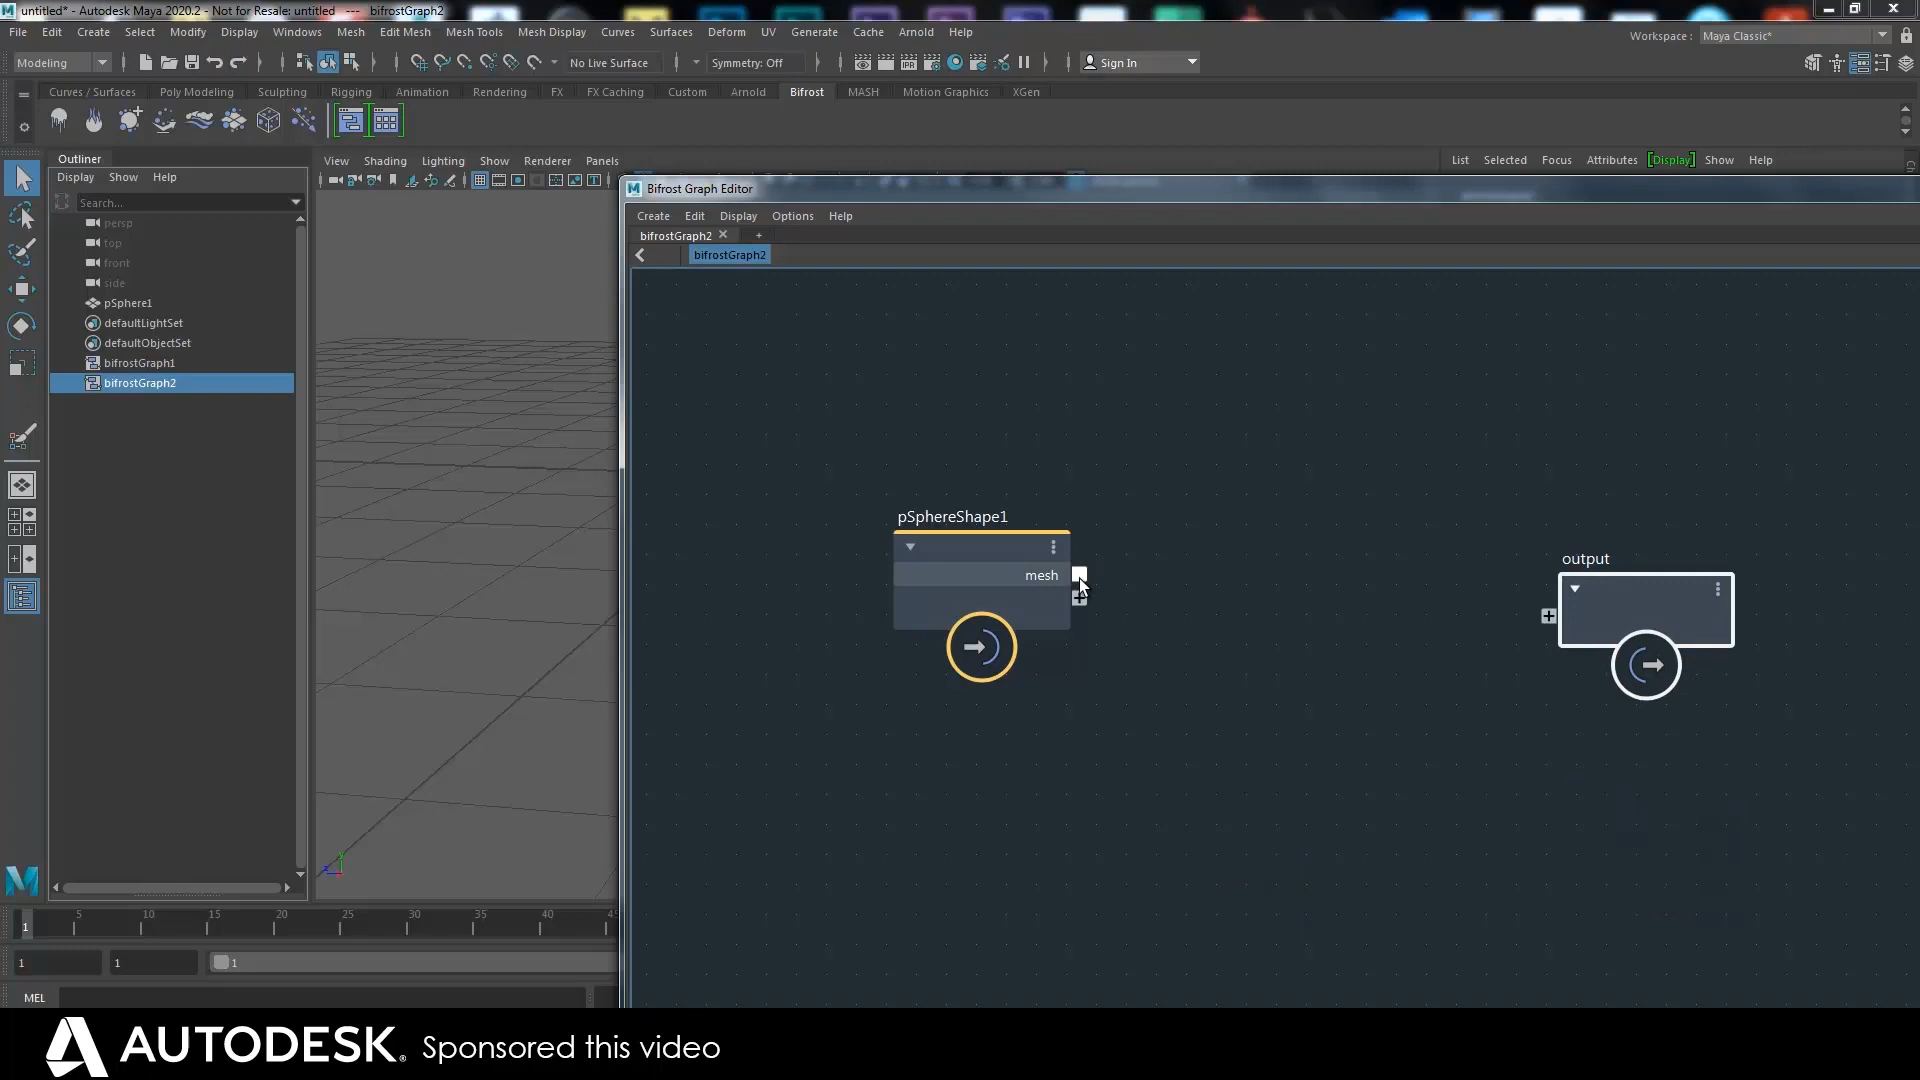 untitled* - Autodesk Maya 2020.2 - Not for Resale: untitled --- bifrostGraph2
File Edit Create Select Modify Display Windows Mesh Edit Mesh Mesh Tools Mesh Display Curves Surfaces Deform UV Generate Cache Arnold Help
Workspace : Maya Classic*
Modeling No Live Surface Symmetry: Off IPR Sign In
Curves / Surfaces Poly Modeling Sculpting Rigging Animation Rendering FX FX Caching Custom Arnold Bifrost MASH Motion Graphics XGen
Outliner
Display Show Help
Search...
persp
top
front
side
pSphere1
defaultLightSet
defaultObjectSet
bifrostGraph1
bifrostGraph2
View Shading Lighting Show Renderer Panels
List Selected Focus Attributes Display Show Help
Bifrost Graph Editor
Create Edit Display Options Help
bifrostGraph2
bifrostGraph2
pSphereShape1
mesh
output
1 5 10 15 20 25 30 35 40
1 1 1
MEL
AUTODESK. Sponsored this video